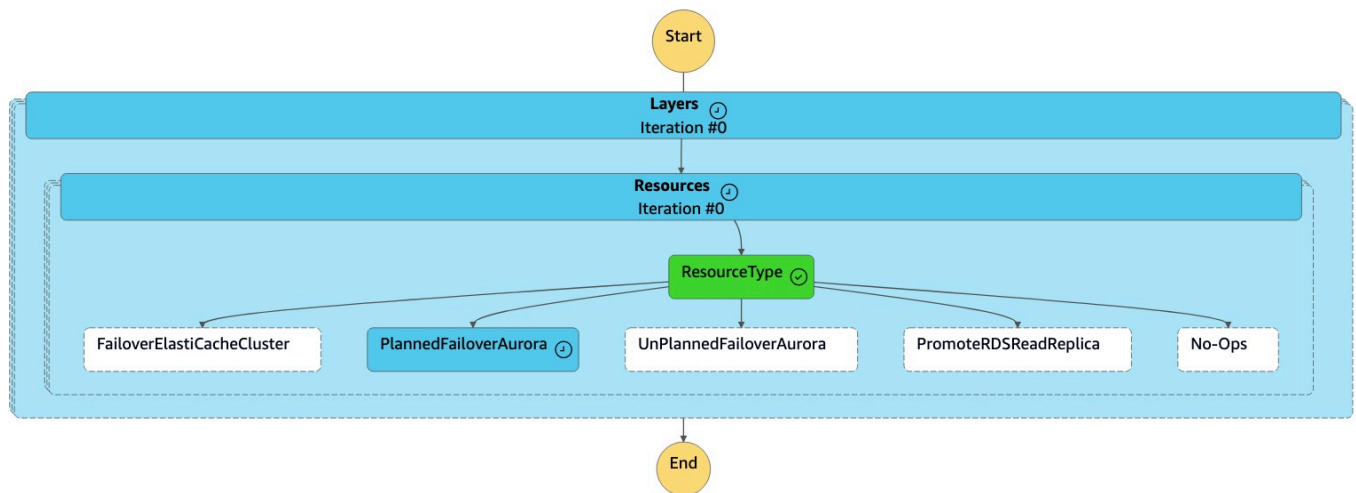 Start
Layers
Iteration #0
Resources
Iteration #0
ResourceType
FailoverElastiCacheCluster
PlannedFailoverAurora
UnPlannedFailoverAurora
PromoteRDSReadReplica
No-Ops
End